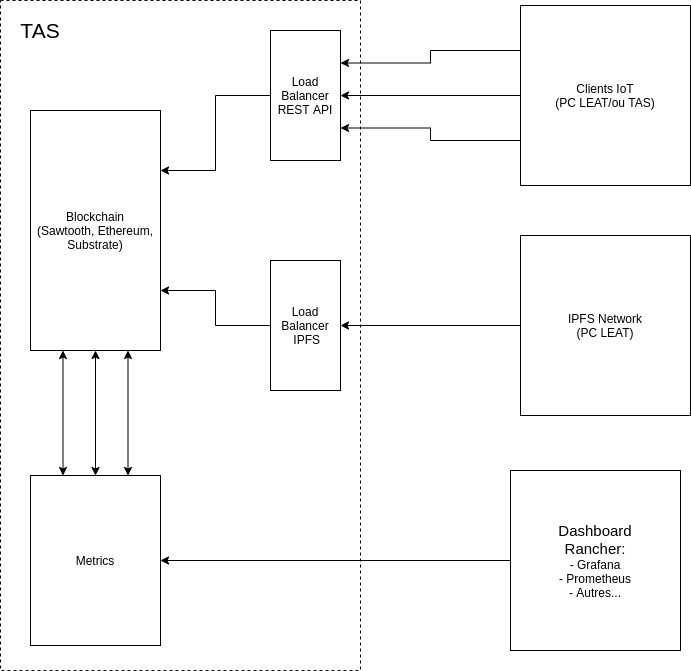 TAS
Load
Balancer
REST API
Clients IoT
(PC LEAT/ou TAS)
Blockchain
(Sawtooth, Ethereum,
Substrate)
Load
Balancer
IPFS
IPFS Network
(PC LEAT)
Metrics
Dashboard
Rancher:
- Grafana
- Prometheus
- Autres...